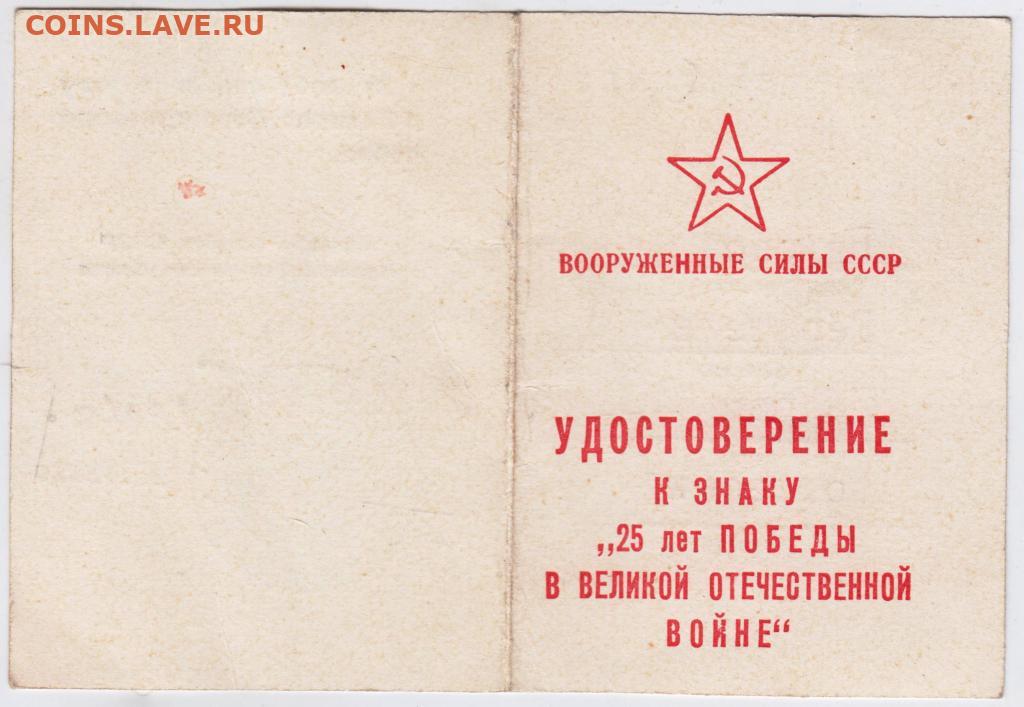 COINS.LAVE.RU
ВООРУЖЕННЫЕ СИЛЫ СССР
УДОСТОВЕРЕНИЕ
К ЗНАКУ
„25 лет ПОБЕДЫ
В ВЕЛИКОЙ ОТЕЧЕСТВЕННОЙ
ВОЙНЕ“